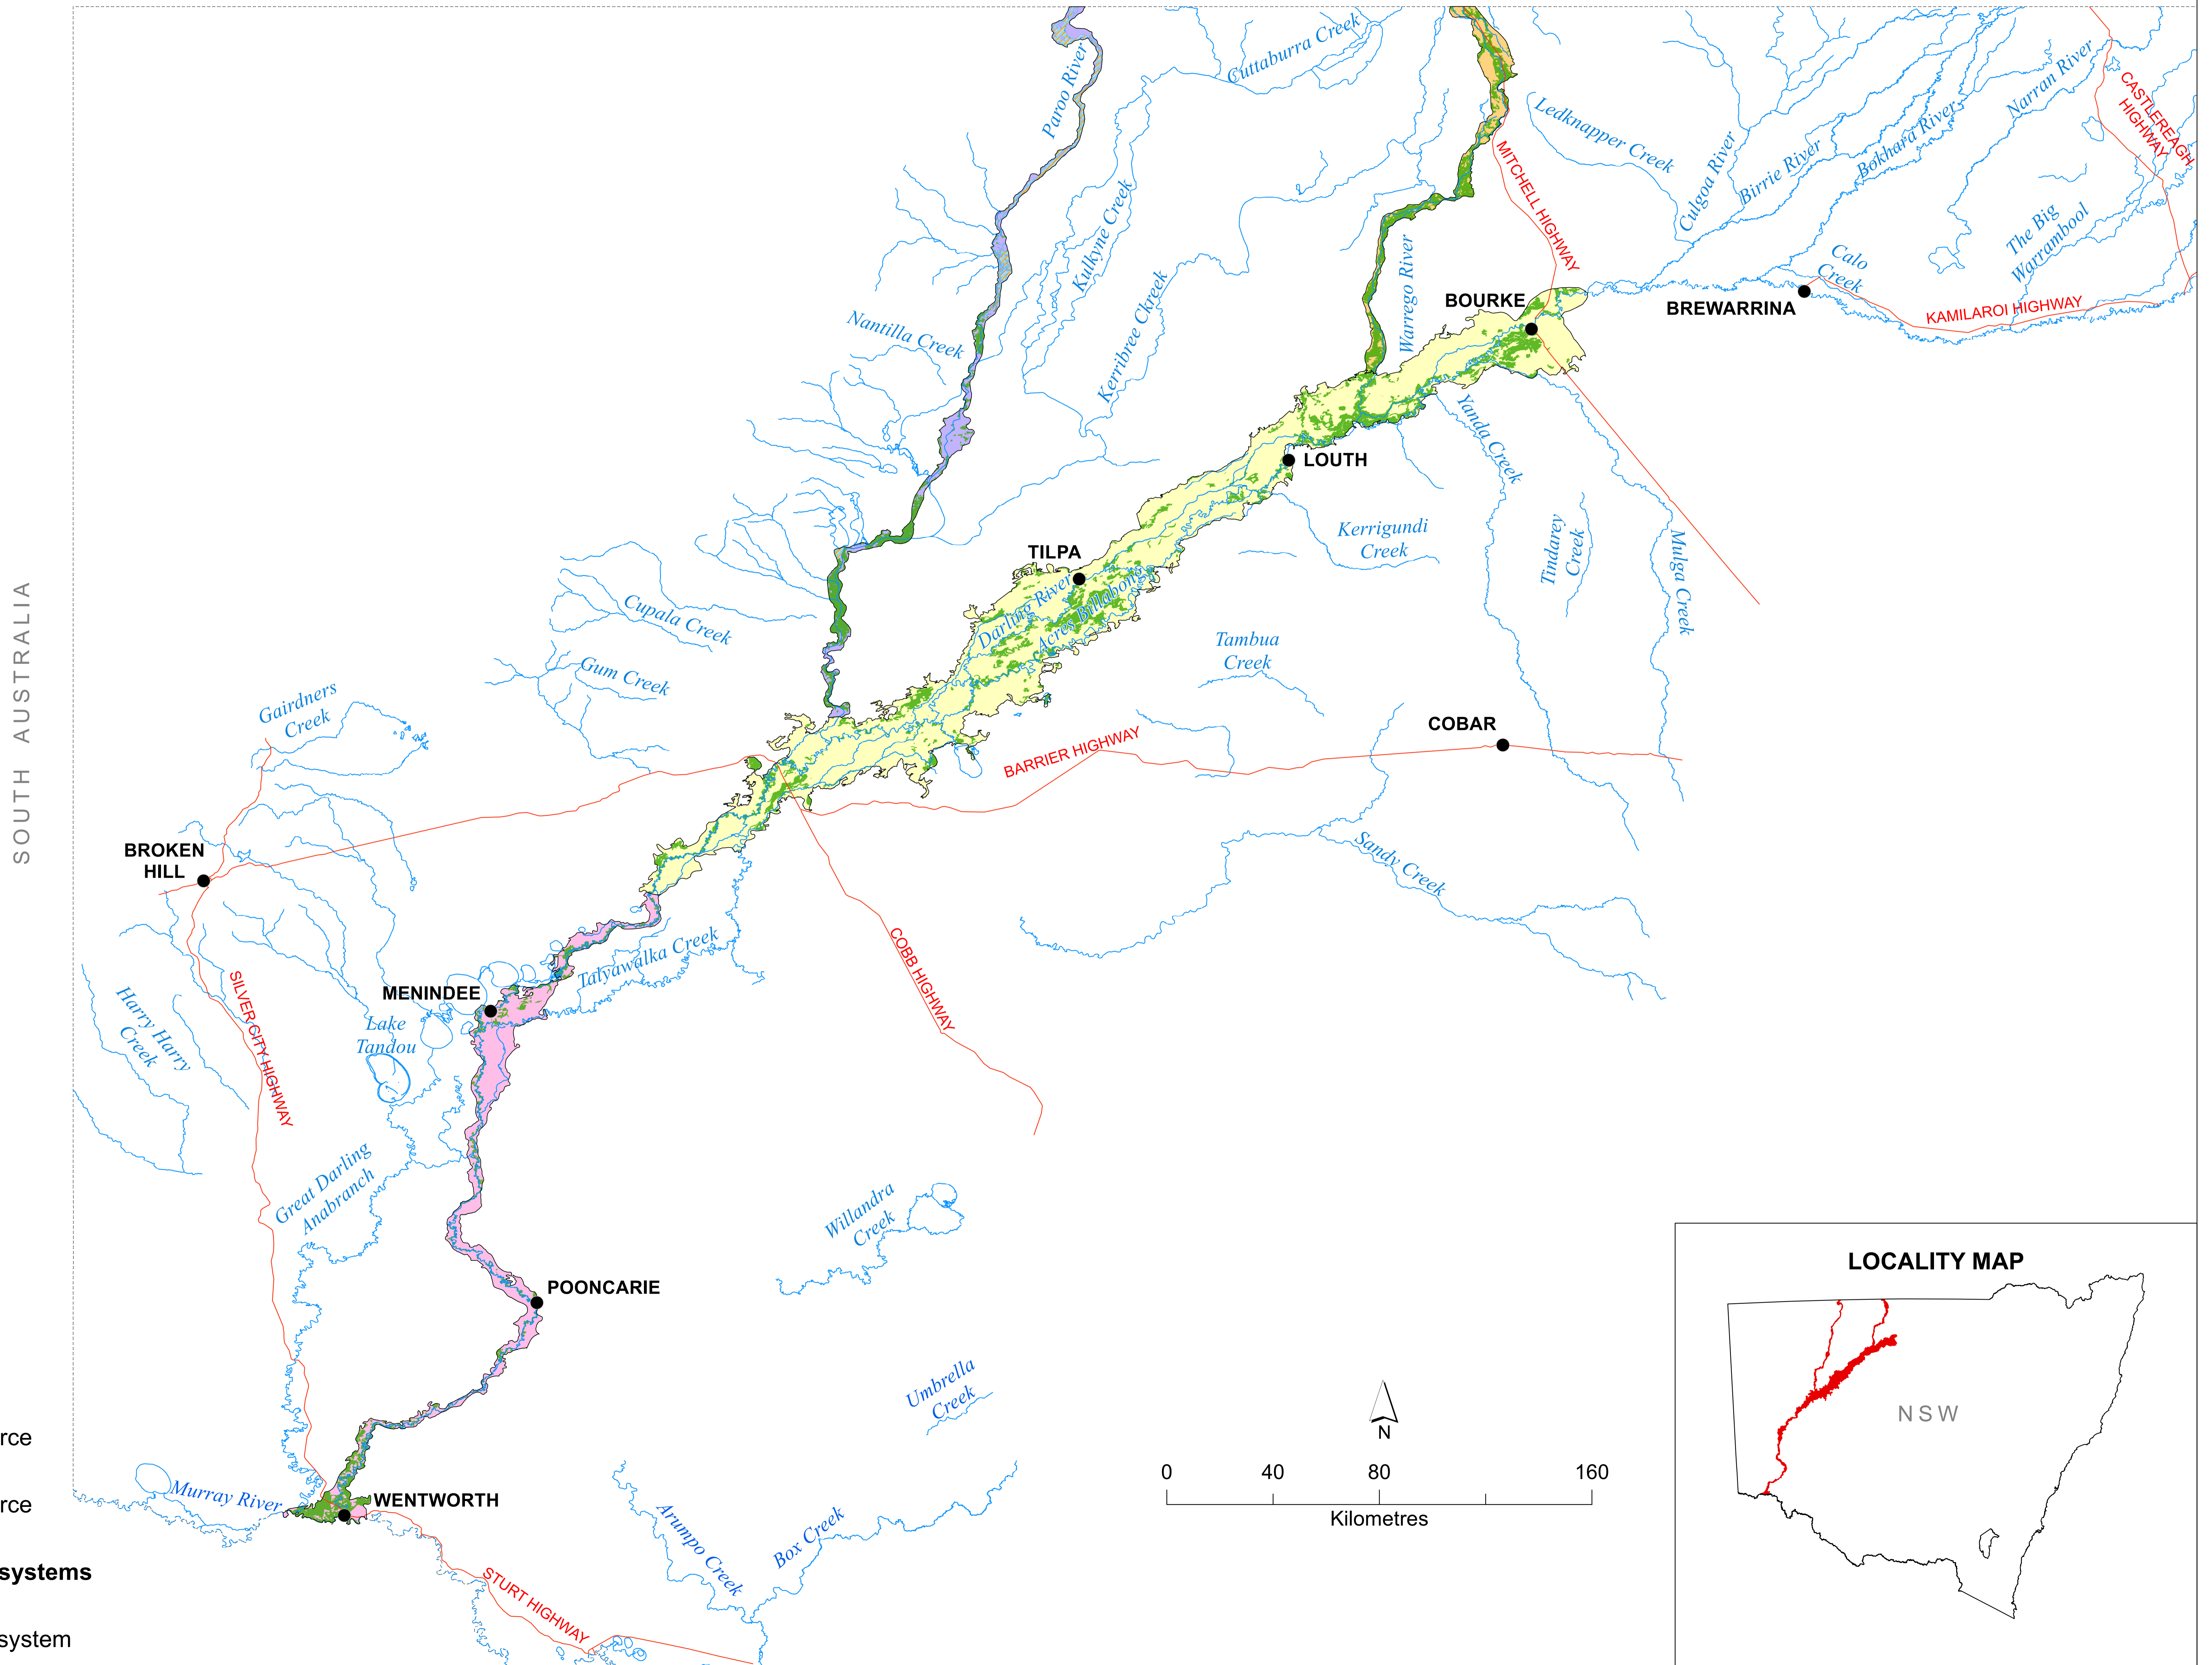 Cuttaburra Creek
Paroo River
Narran River
CASTLEREAGH
HIGHWAY
Ledknapper Creek
Culgoa River
Birrie River
Bokhara River
MITCHELL HIGHWAY
Kulkyne Creek
The Big
Warrambool
Calo
Creek
Warrego River
Kerribree Ckreek
BOURKE
BREWARRINA
KAMILAROI HIGHWAY
Nantilla Creek
Yanda Creek
LOUTH
Kerrigundi
Creek
Tindarey
Creek
Mulga Creek
TILPA
Darling River
Acres Billabong
SOUTH AUSTRALIA
Cupala Creek
Tambua
Creek
Gum Creek
Gairdners
Creek
COBAR
BARRIER HIGHWAY
BROKEN
HILL
Sandy Creek
Talyawalka Creek
COBB HIGHWAY
MENINDEE
Lake
Tandou
SILVER CITY HIGHWAY
Harry Harry
Creek
Great Darling
Anabranch
Willandra
Creek
POONCARIE
LOCALITY MAP
NSW
Umbrella
Creek
N
0 40 80 160
Kilometres
rce
Murray River
WENTWORTH
rce
Arumpo Creek
Box Creek
systems
STURT HIGHWAY
system